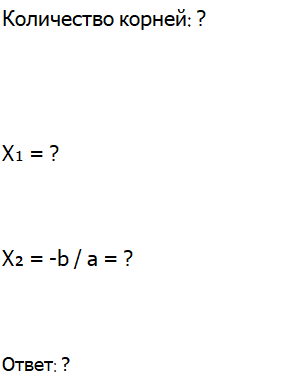 Количество корней: ?
X₁ = ?
X₂ = -b / a = ?
Ответ: ?